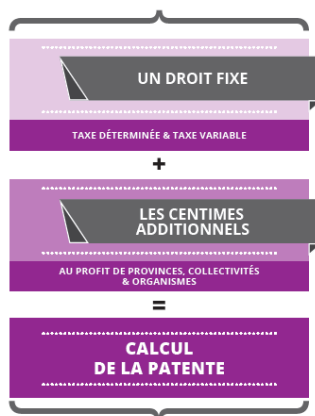 UN DROIT FIXE
TAXE DÉTERMINÉE & TAXE VARIABLE
+
LES CENTIMES
ADDITIONNELS
AU PROFIT DE PROVINCES, COLLECTIVITÉS
& ORGANISMES
=
CALCUL
DE LA PATENTE